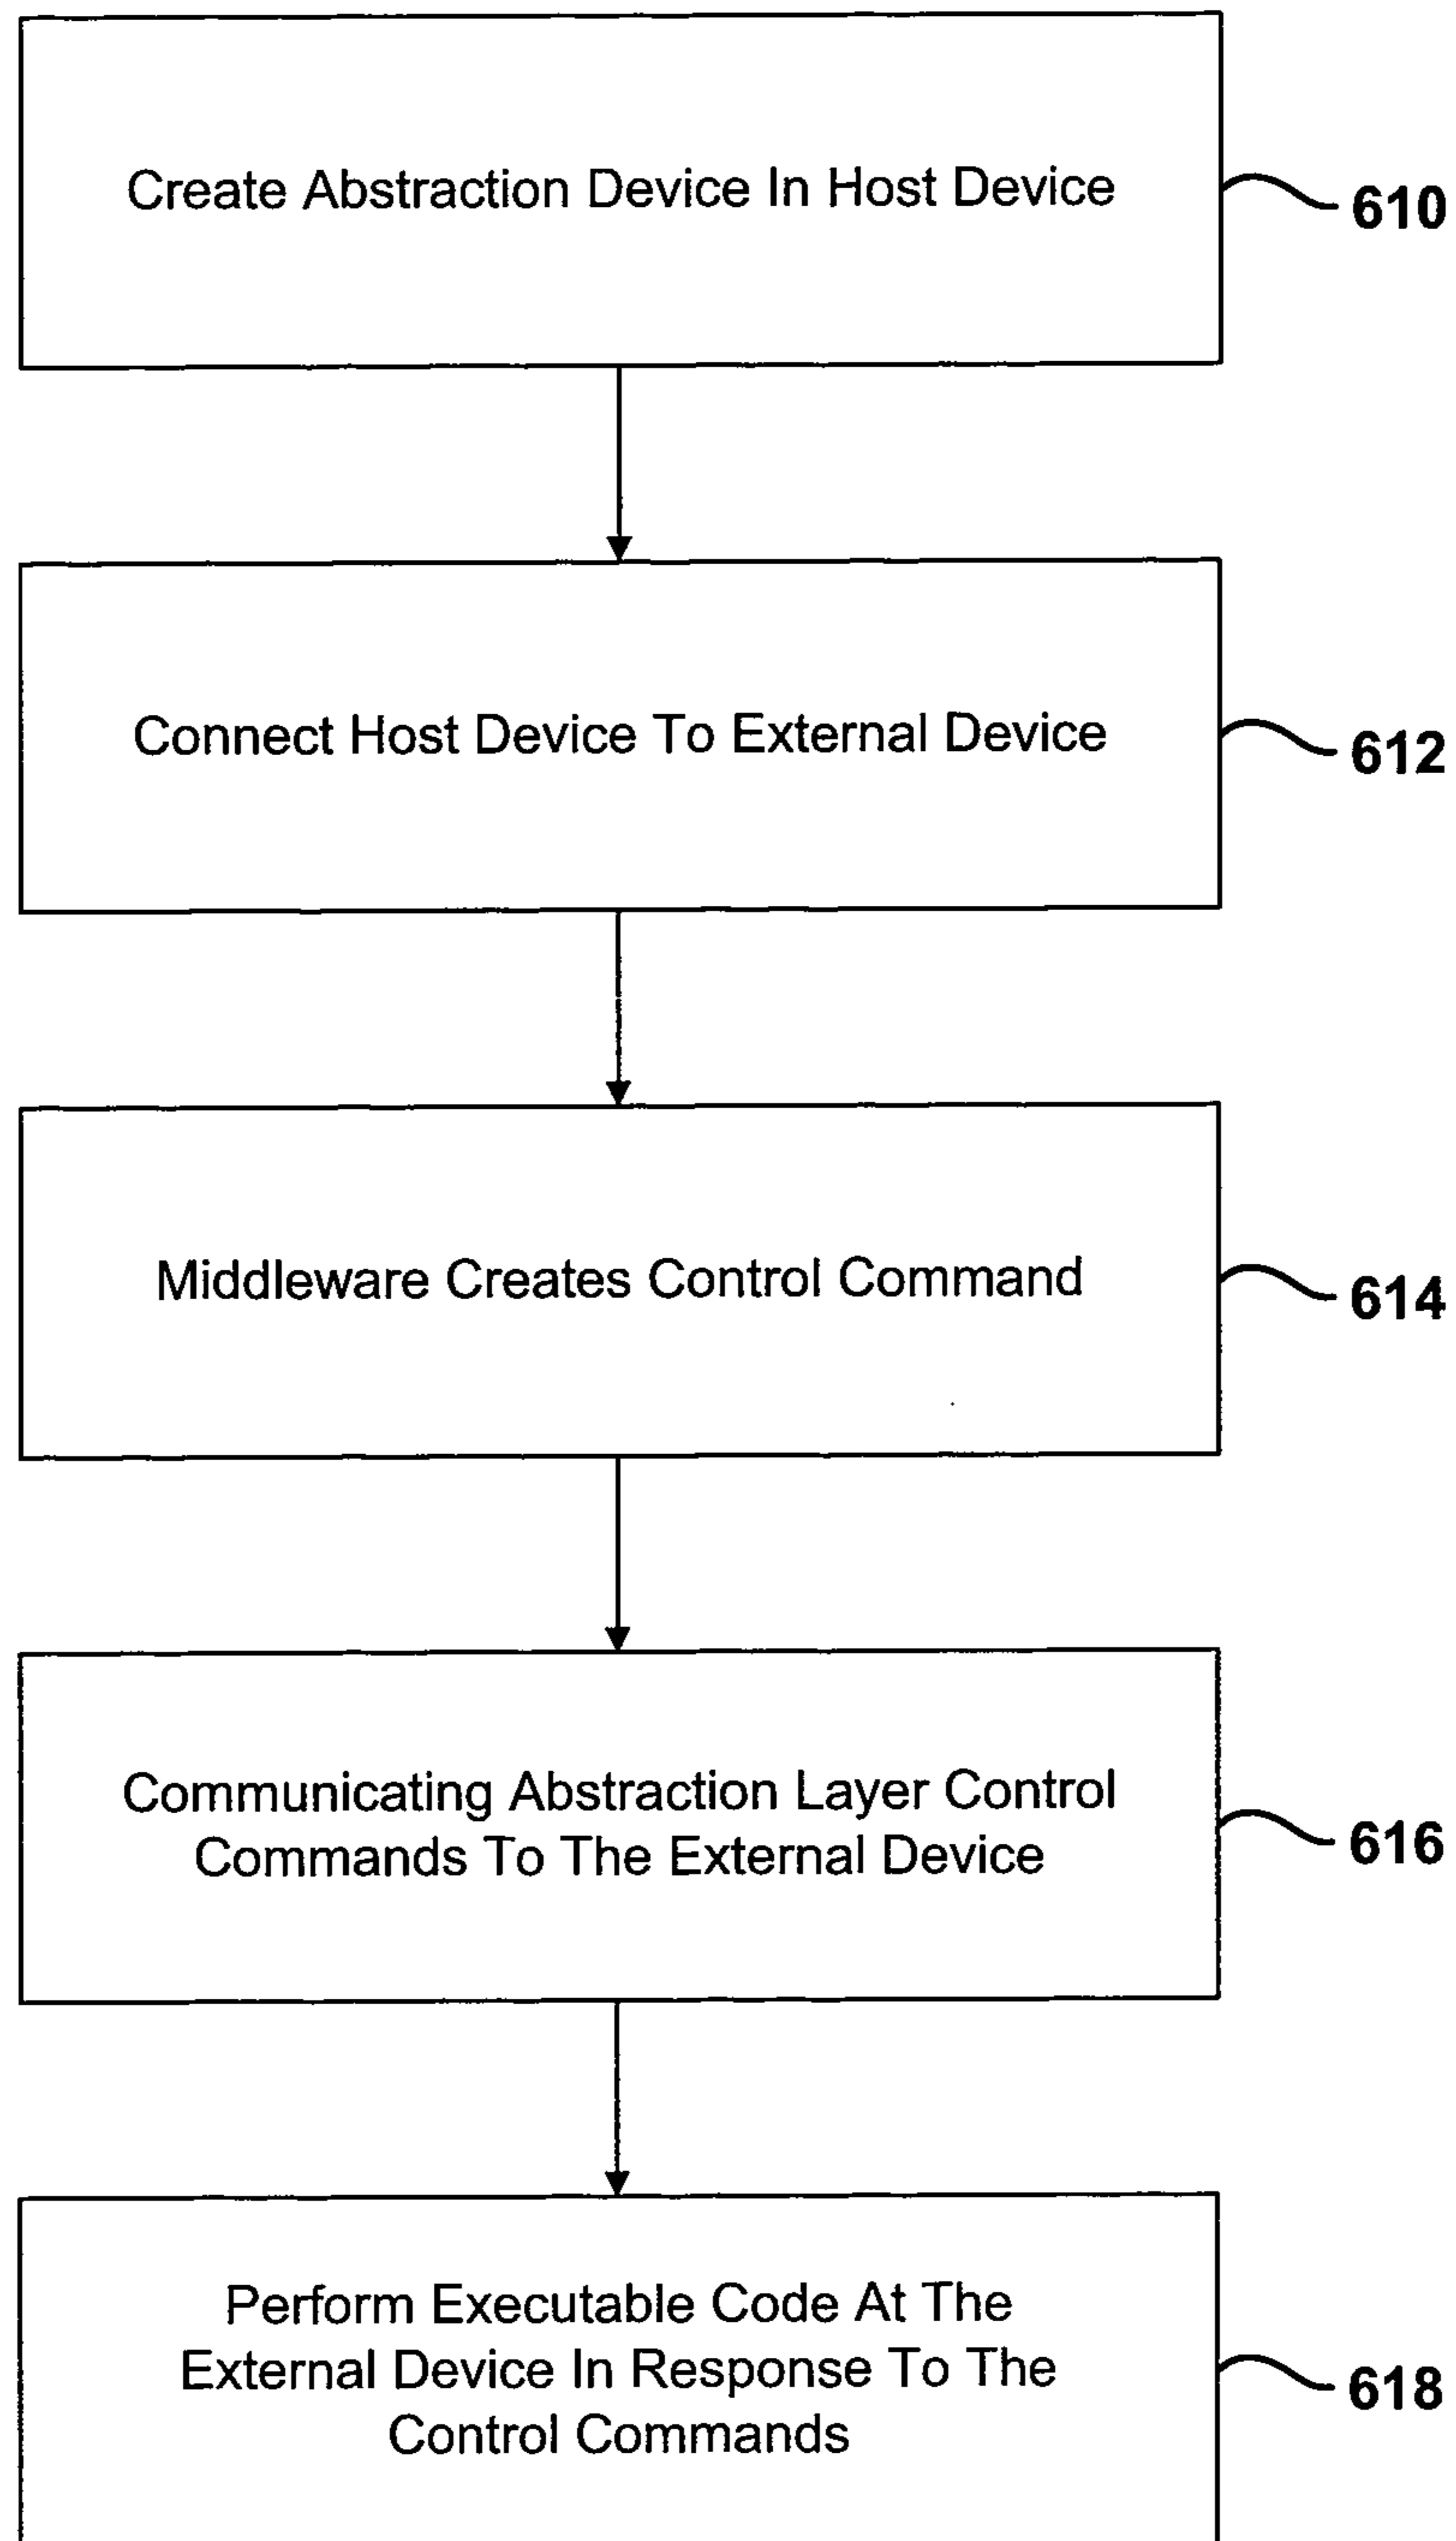 Create Abstraction Device In Host Device
610
Connect Host Device To External Device
612
Middleware Creates Control Command
614
Communicating Abstraction Layer Control
Commands To The External Device
616
Perform Executable Code At The
External Device In Response To The
Control Commands
618